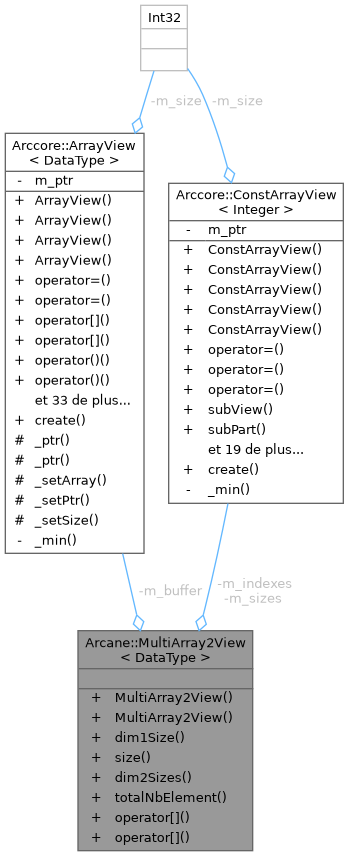 Int32
-m_size
-m_size
Arccore::ArrayView
< DataType >
- m_ptr
+ ArrayView()
+ ArrayView()
+ ArrayView()
+ ArrayView()
+ operator=()
+ operator=()
+ operator[]()
+ operator[]()
+ operator()()
+ operator()()
et 33 de plus...
+ create()
# _ptr()
# _ptr()
# _setArray()
# _setPtr()
# _setSize()
- _min()
Arccore::ConstArrayView
< Integer >
- m_ptr
+ ConstArrayView()
+ ConstArrayView()
+ ConstArrayView()
+ ConstArrayView()
+ ConstArrayView()
+ operator=()
+ operator=()
+ operator=()
+ subView()
+ subPart()
et 19 de plus...
+ create()
- _min()
-m_buffer
-m_indexes
-m_sizes
Arcane::MultiArray2View
< DataType >
+ MultiArray2View()
+ MultiArray2View()
+ dim1Size()
+ size()
+ dim2Sizes()
+ totalNbElement()
+ operator[]()
+ operator[]()